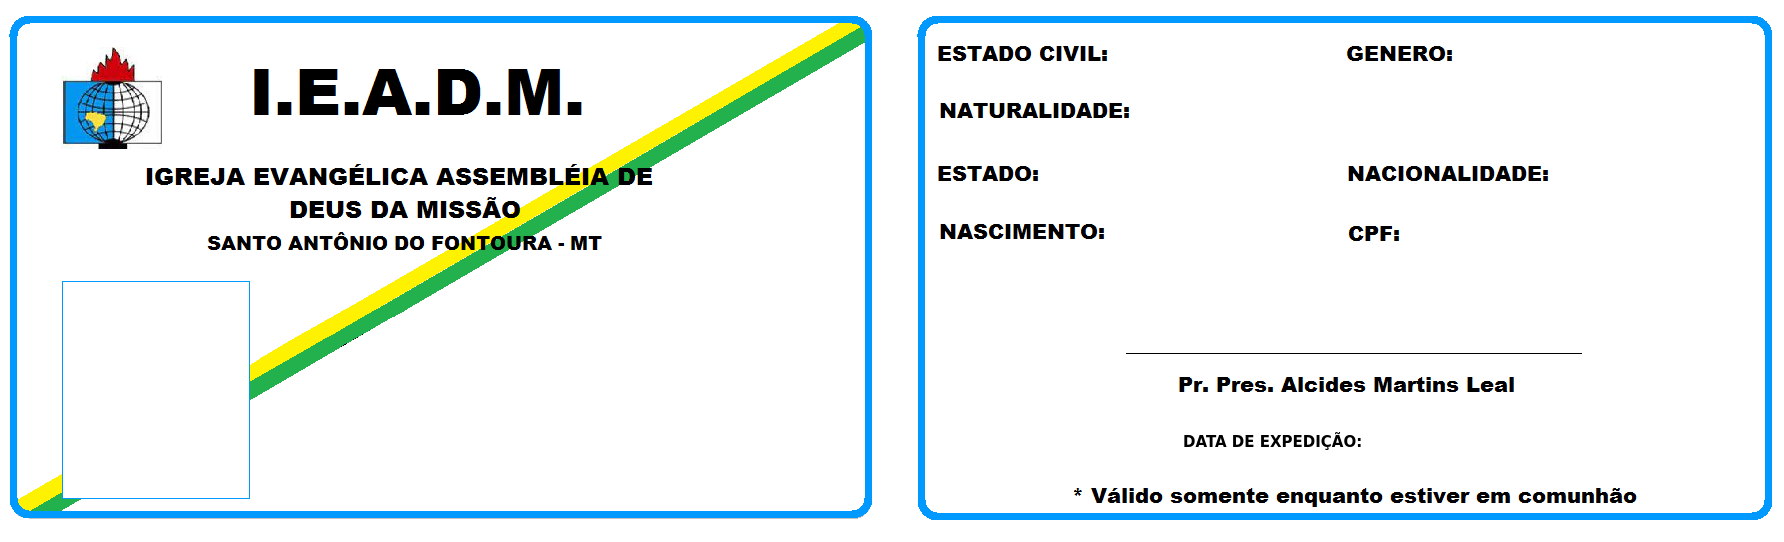 I.E.A.D.M.
IGREJA EVANGÉLICA ASSEMBLÉIA DE
DEUS DA MISSÃO
SANTO ANTÔNIO DO FONTOURA - MT
ESTADO CIVIL: GENERO:
NATURALIDADE:
ESTADO: NACIONALIDADE:
NASCIMENTO: CPF:
Pr. Pres. Alcides Martins Leal
DATA DE EXPEDIÇÃO:
* Válido somente enquanto estiver em comunhão